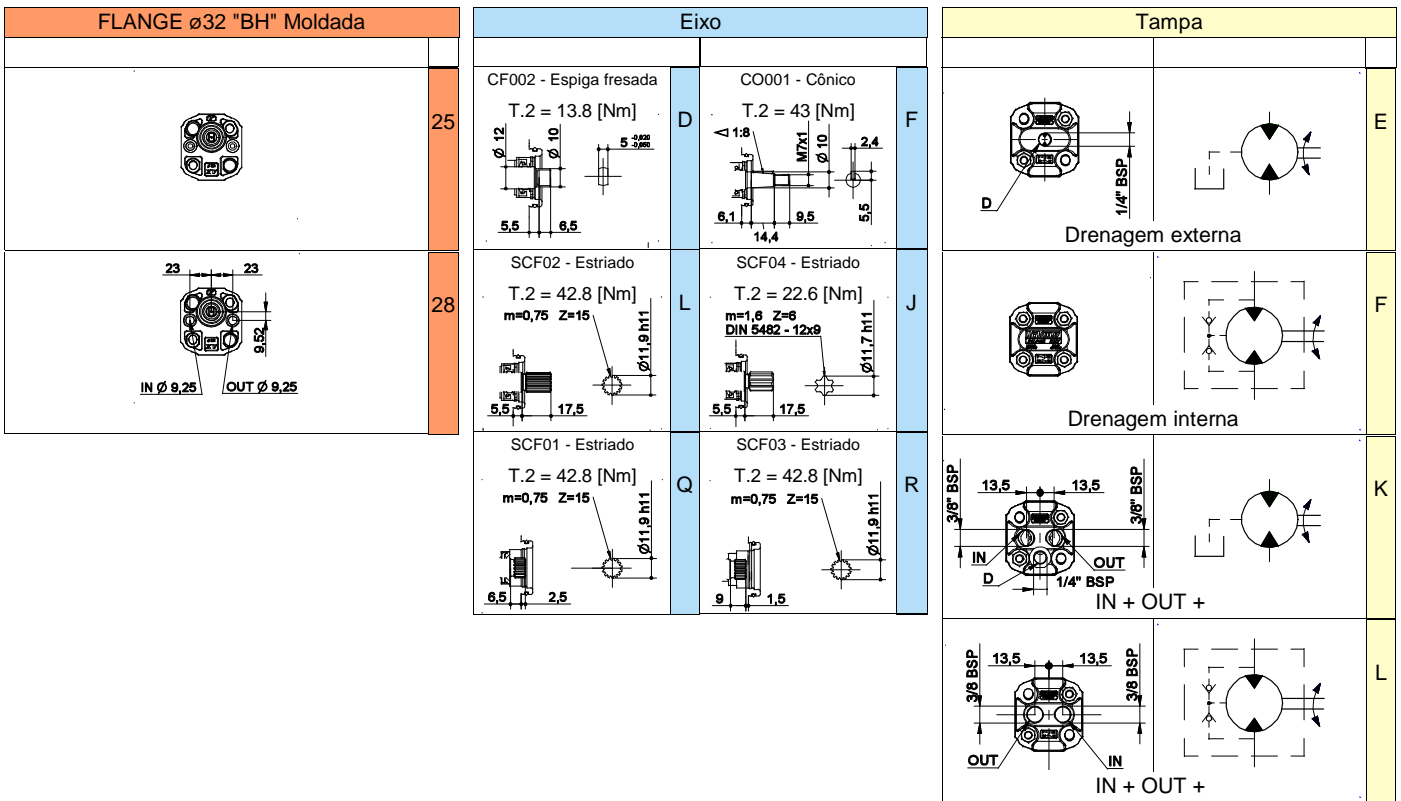 FLANGE ø32 "BH" Moldada
25
23
23
9,52
IN Ø 9,25
OUT Ø 9,25
28
Eixo
CF002 - Espiga fresada
T.2 = 13.8 [Nm]
Ø 12
Ø 10
5 -0,020 -0,050
5,5
6,5
D
CO001 - Cônico
T.2 = 43 [Nm]
1:8
M7x1
Ø 10
2,4
5,5
6,1
9,5
14,4
F
SCF02 - Estriado
T.2 = 42.8 [Nm]
m=0,75 Z=15
Ø11,9 h11
5,5
17,5
L
SCF04 - Estriado
T.2 = 22.6 [Nm]
m=1,6 Z=6
DIN 5482 - 12x9
Ø11,7 h11
5,5
17,5
J
SCF01 - Estriado
T.2 = 42.8 [Nm]
m=0,75 Z=15
Ø11,9 h11
6,5
2,5
Q
SCF03 - Estriado
T.2 = 42.8 [Nm]
m=0,75 Z=15
Ø11,9 h11
9
1,5
R
Tampa
D
1/4" BSP
Drenagem externa
E
Drenagem interna
F
3/8" BSP
13,5
13,5
3/8" BSP
IN
OUT
D
1/4" BSP
IN + OUT +
K
3/8 BSP
13,5
13,5
3/8 BSP
OUT
IN
IN + OUT +
L